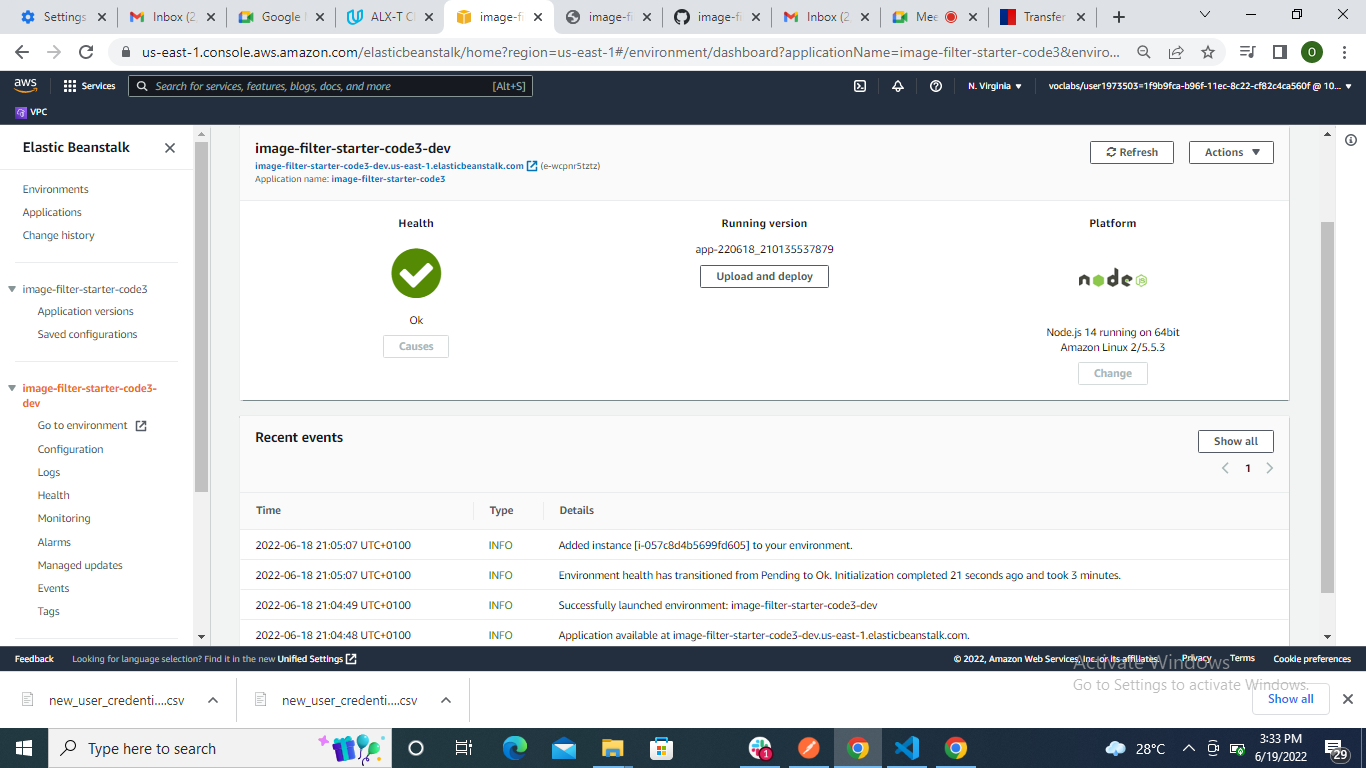 Settings
Inbox (2
Google
ALX-T C
image-fi
image-fi
image-fi
Inbox (2
Mee
Transfer
us-east-1.console.aws.amazon.com/elasticbeanstalk/home?region=us-east-1#/environment/dashboard?applicationName=image-filter-starter-code3&enviro...
O
aws
Services
Search for services, features, blogs, docs, and more
[Alt+S]
N. Virginia
voclabs/user1973503=1f9b9fca-b96f-11ec-8c22-cf82c4ca560f @ 10...
VPC
Elastic Beanstalk
Environments
Applications
Change history
image-filter-starter-code3
Application versions
Saved configurations
image-filter-starter-code3-
dev
Go to environment
Configuration
Logs
Health
Monitoring
Alarms
Managed updates
Events
Tags
image-filter-starter-code3-dev
image-filter-starter-code3-dev.us-east-1.elasticbeanstalk.com (e-wcpnr5tztz)
Application name: image-filter-starter-code3
Refresh
Actions
Health
Ok
Causes
Running version
app-220618_210135537879
Upload and deploy
Platform
node JS
Node.js 14 running on 64bit
Amazon Linux 2/5.5.3
Change
Recent events
Show all
1
Time Type Details
2022-06-18 21:05:07 UTC+0100 INFO Added instance [i-057c8d4b5699fd605] to your environment.
2022-06-18 21:05:07 UTC+0100 INFO Environment health has transitioned from Pending to Ok. Initialization completed 21 seconds ago and took 3 minutes.
2022-06-18 21:04:49 UTC+0100 INFO Successfully launched environment: image-filter-starter-code3-dev
2022-06-18 21:04:48 UTC+0100 INFO Application available at image-filter-starter-code3-dev.us-east-1.elasticbeanstalk.com.
Feedback
Looking for language selection? Find it in the new Unified Settings
© 2022, Amazon Web Services, Inc. or its affiliates.
Privacy
Terms
Cookie preferences
Activate Windows
Go to Settings to activate Windows.
new_user_credenti....csv
new_user_credenti....csv
Show all
Type here to search
1
28°C
3:33 PM
6/19/2022
29